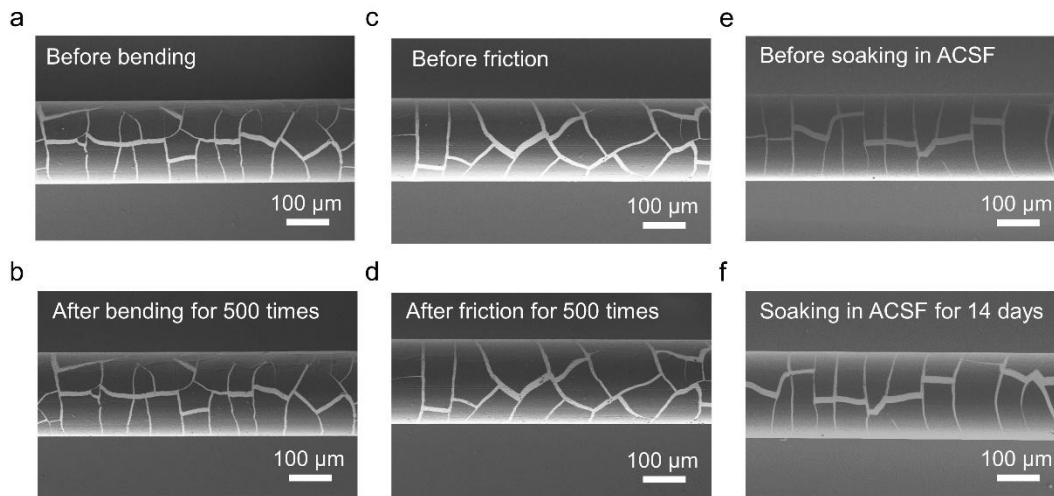 a
Before bending
100 μm
c
Before friction
100 μm
e
Before soaking in ACSF
100 μm
b
After bending for 500 times
100 μm
d
After friction for 500 times
100 μm
f
Soaking in ACSF for 14 days
100 μm